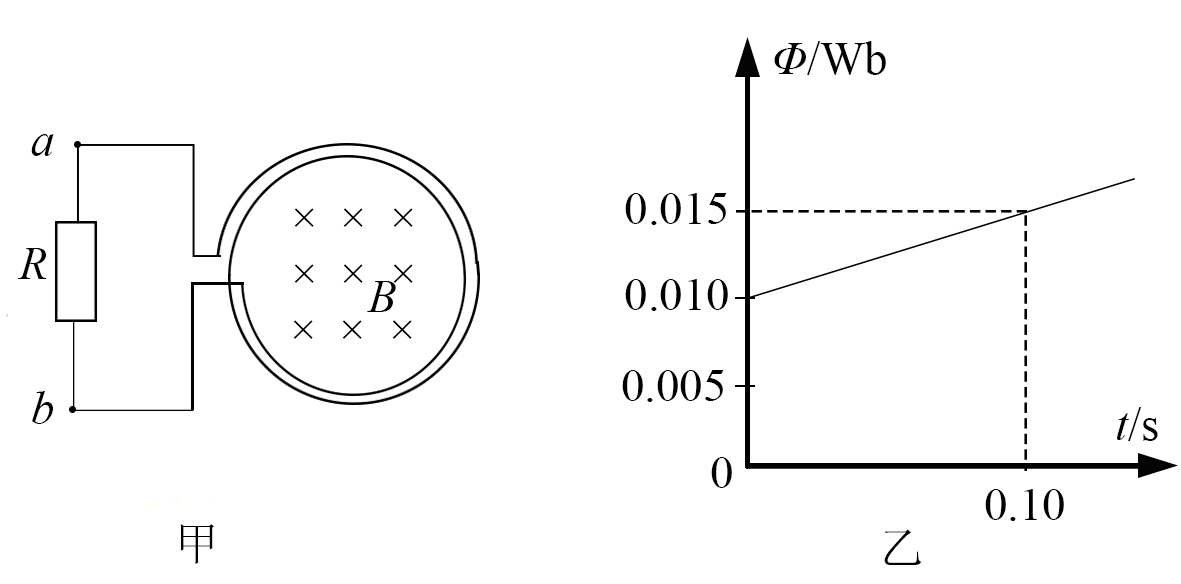 a
R
b
× × ×
× × ×
B
× × ×
甲
Φ/Wb
0.015
0.010
0.005
0
t/s
0.10
乙